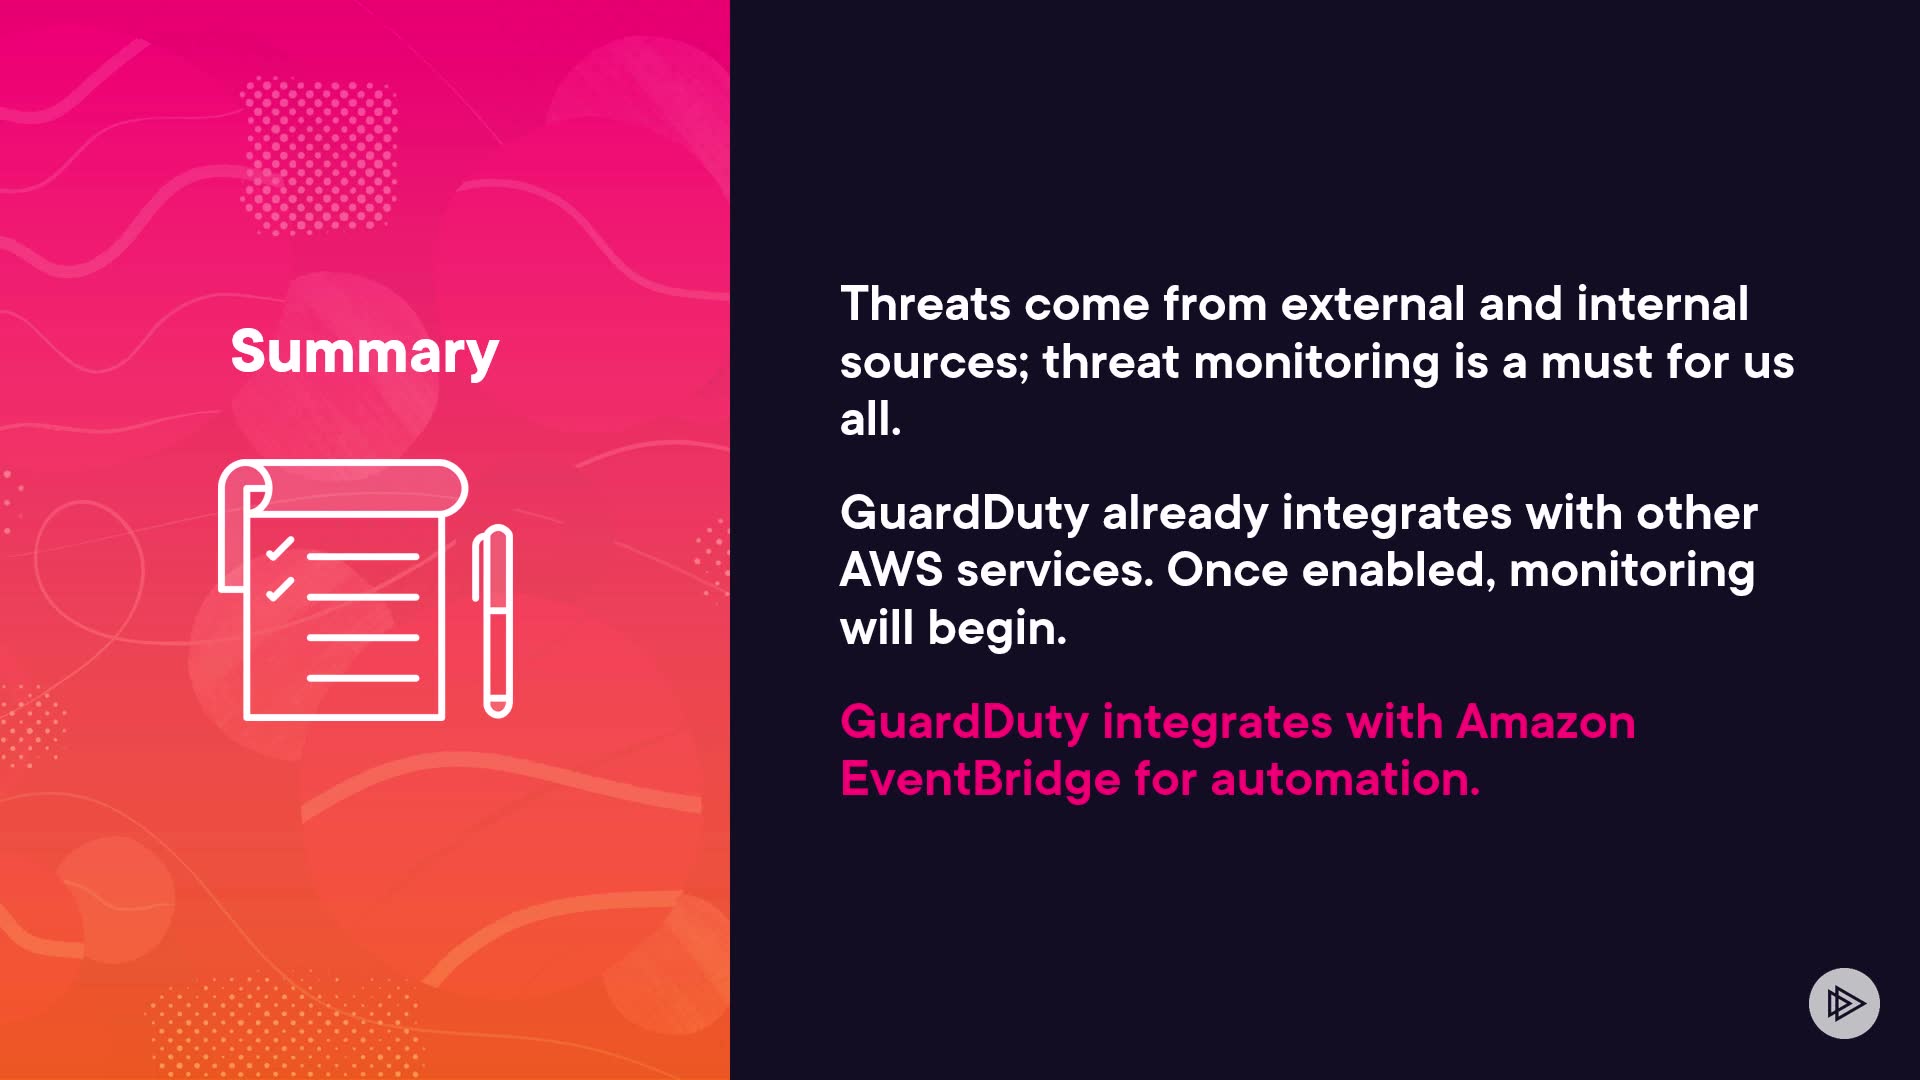 Summary
Threats come from external and internal
sources; threat monitoring is a must for us
all.
GuardDuty already integrates with other
AWS services. Once enabled, monitoring
will begin.
GuardDuty integrates with Amazon
EventBridge for automation.